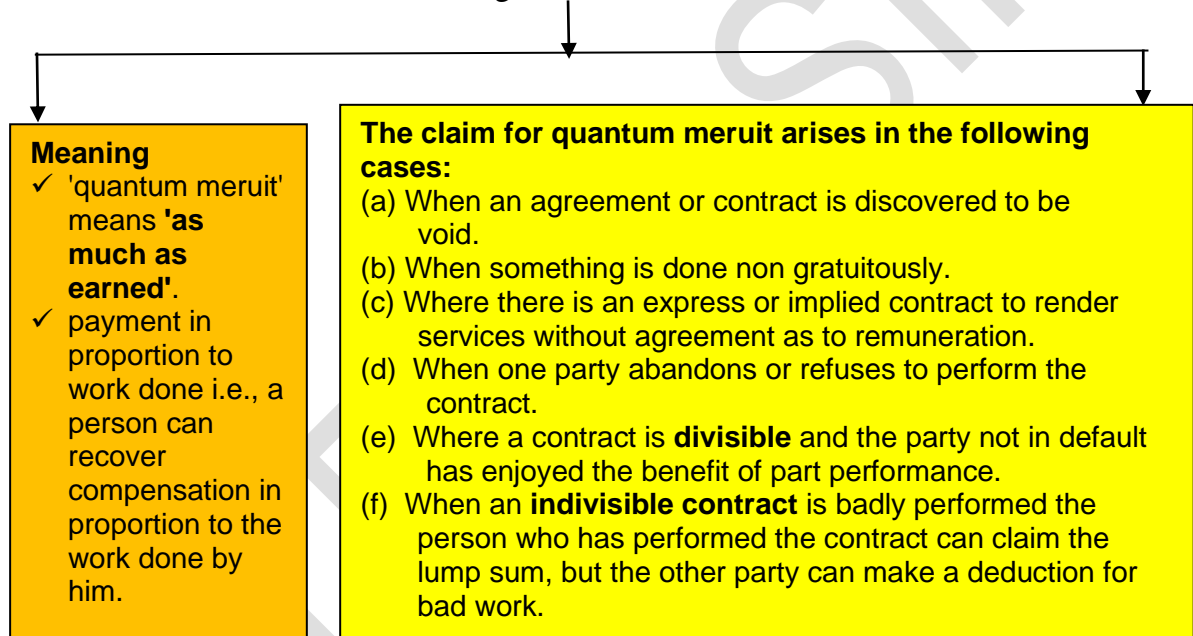 Meaning
✓ 'quantum meruit'
means 'as
much as
earned'.
✓ payment in
proportion to
work done i.e., a
person can
recover
compensation in
proportion to the
work done by
him.
The claim for quantum meruit arises in the following
cases:
(a) When an agreement or contract is discovered to be
void.
(b) When something is done non gratuitously.
(c) Where there is an express or implied contract to render
services without agreement as to remuneration.
(d) When one party abandons or refuses to perform the
contract.
(e) Where a contract is divisible and the party not in default
has enjoyed the benefit of part performance.
(f) When an indivisible contract is badly performed the
person who has performed the contract can claim the
lump sum, but the other party can make a deduction for
bad work.